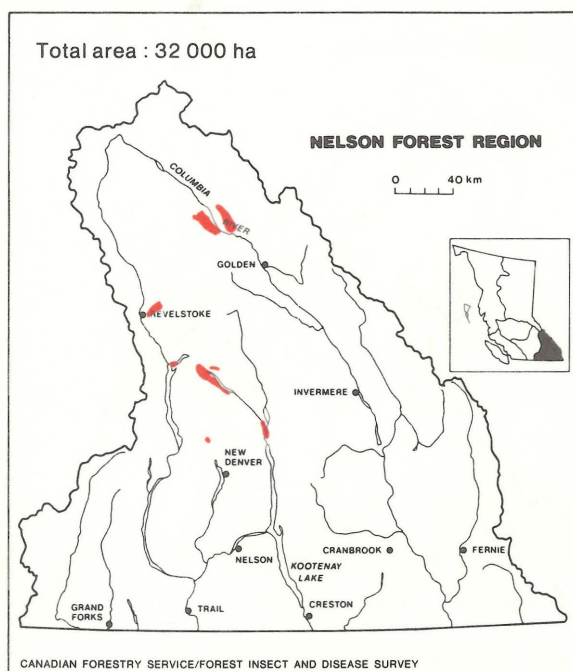 Total area : 32 000 ha
NELSON FOREST REGION
0 40 km
COLUMBIA
RIVER
GOLDEN
REVELSTOKE
INVERMERE
NEW
DENVER
NELSON
KOOTENAY
LAKE
CRANBROOK
FERNIE
GRAND
FORKS
TRAIL
CRESTON
CANADIAN FORESTRY SERVICE/FOREST INSECT AND DISEASE SURVEY